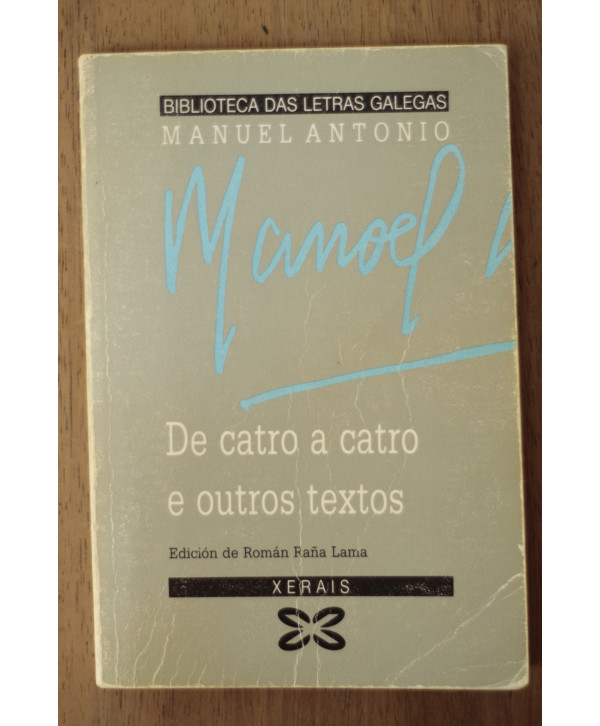 BIBLIOTECA DAS LETRAS GALEGAS
MANUEL ANTONIO
Manoel
De catro a catro
e outros textos
Edición de Román Raña Lama
XERAIS